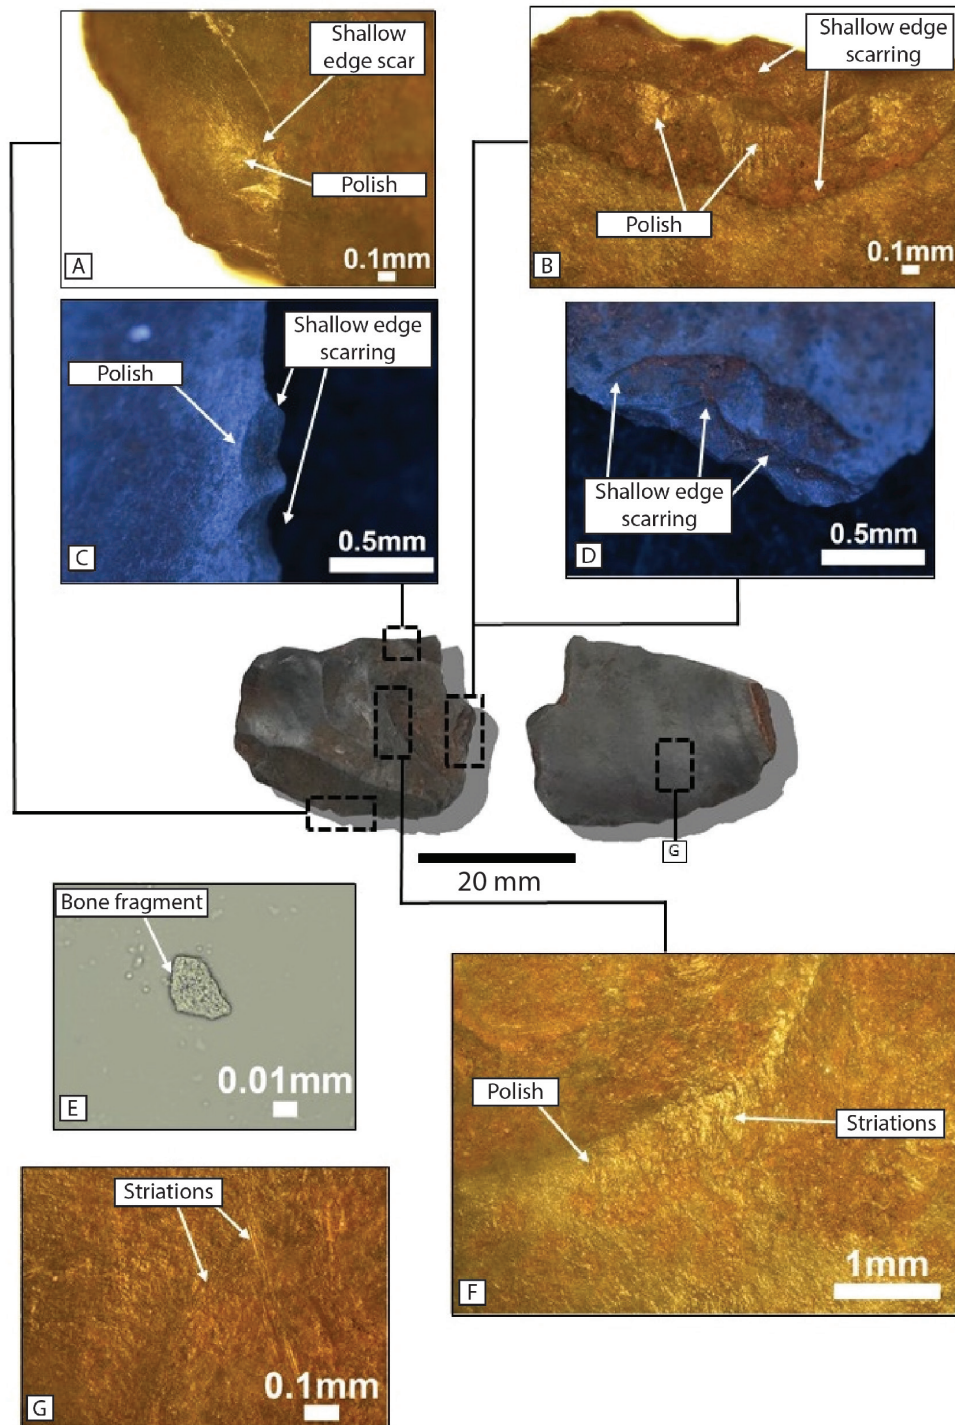 Shallow
edge scar
Polish
0.1mm
A
Shallow edge
scarring
Polish
0.1mm
B
Shallow edge
scarring
Polish
0.5mm
C
Shallow edge
scarring
0.5mm
D
G
20 mm
Bone fragment
0.01mm
E
Polish
Striations
1mm
F
Striations
0.1mm
G